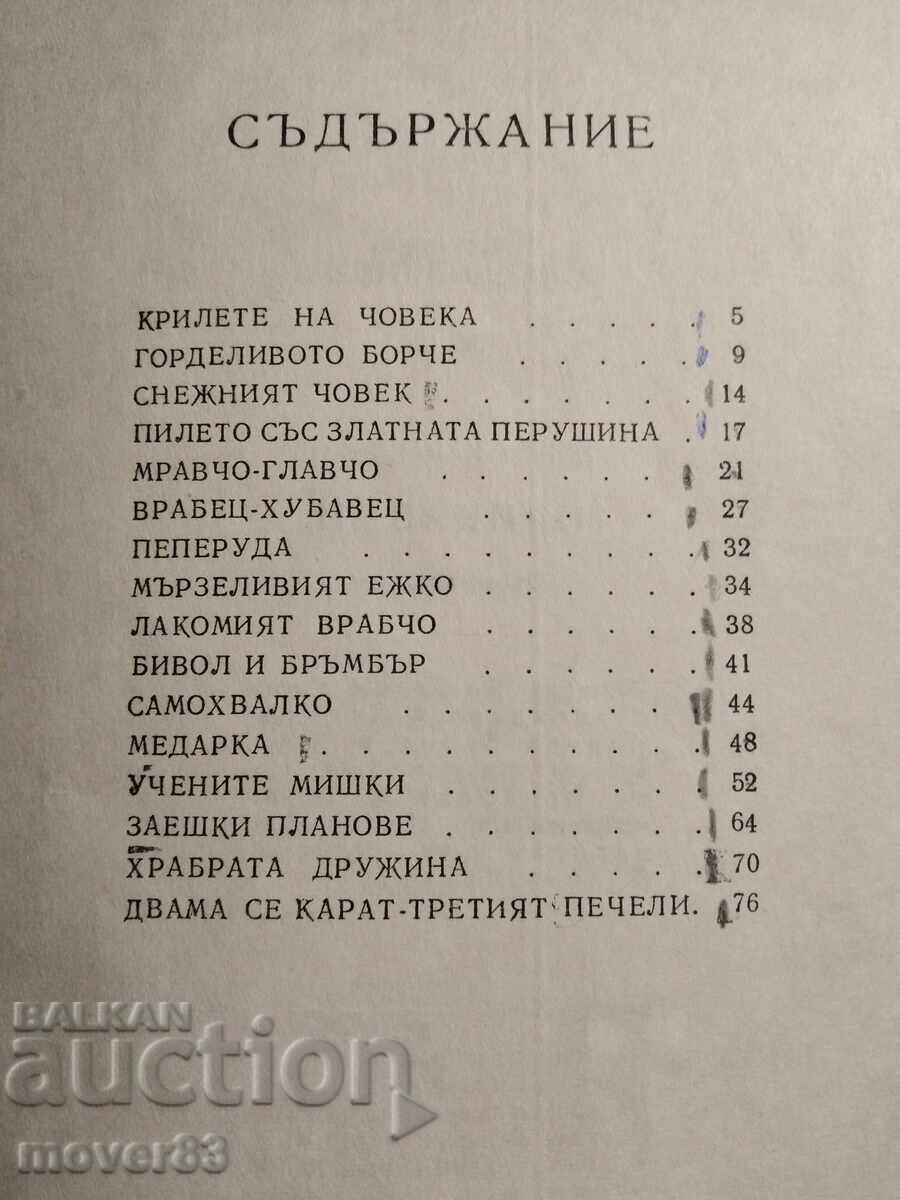 СЪДЪРЖАНИЕ
КРИЛЕТЕ НА ЧОВЕКА . . . . . 5
ГОРДЕЛИВОТО БОРЧЕ . . . . . 9
СНЕЖНИЯТ ЧОВЕК . . . . . . . 14
ПИЛЕТО СЪС ЗЛАТНАТА ПЕРУШИНА . 17
МРАВЧО-ГЛАВЧО . . . . . . 21
ВРАБЕЦ-ХУБАВЕЦ . . . . . 27
ПЕПЕРУДА . . . . . . . . . 32
МЪРЗЕЛИВИЯТ ЕЖКО . . . . . . 34
ЛАКОМИЯТ ВРАБЧО . . . . . . 38
БИВОЛ И БРЪМБЪР . . . . . . 41
САМОХВАЛКО . . . . . . . 44
МЕДАРКА . . . . . . . . . . 48
УЧЕНИТЕ МИШКИ . . . . . . . 52
ЗАЕШКИ ПЛАНОВЕ . . . . . . 64
ХРАБРАТА ДРУЖИНА . . . . . 70
ДВАМА СЕ КАРАТ-ТРЕТИЯТ ПЕЧЕЛИ. 76
BALKAN
auction
mover83